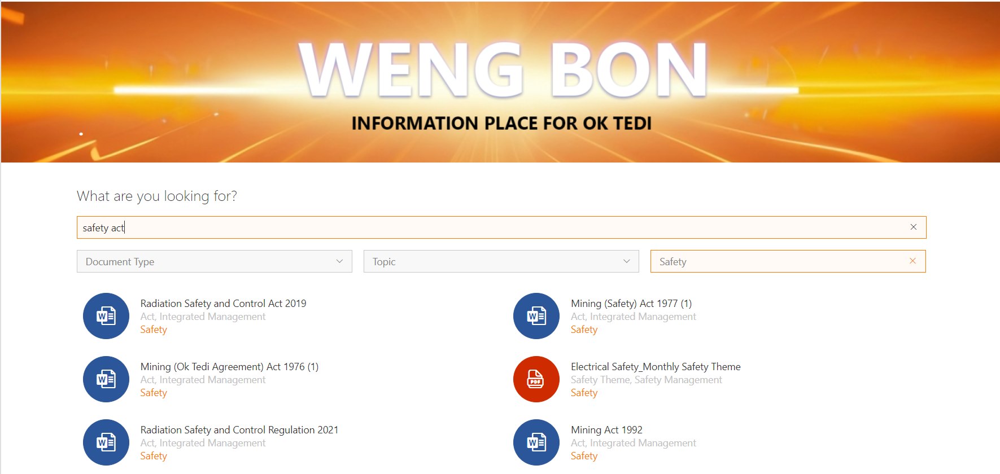 WENG BON
INFORMATION PLACE FOR OK TEDI
What are you looking for?
safety act
Document Type
Topic
Safety
Radiation Safety and Control Act 2019
Act, Integrated Management
Safety
Mining (Safety) Act 1977 (1)
Act, Integrated Management
Safety
Mining (Ok Tedi Agreement) Act 1976 (1)
Act, Integrated Management
Safety
Electrical Safety_Monthly Safety Theme
Safety Theme, Safety Management
Safety
Radiation Safety and Control Regulation 2021
Act, Integrated Management
Safety
Mining Act 1992
Act, Integrated Management
Safety
W
W
W
PDF
W
W